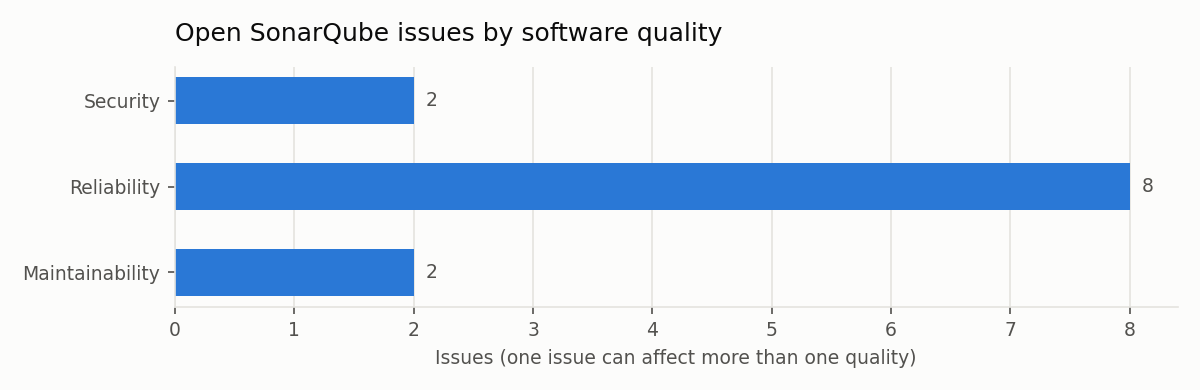 Open SonarQube issues by software quality
Security
2
Reliability
8
Maintainability
2
0 1 2 3 4 5 6 7 8
Issues (one issue can affect more than one quality)